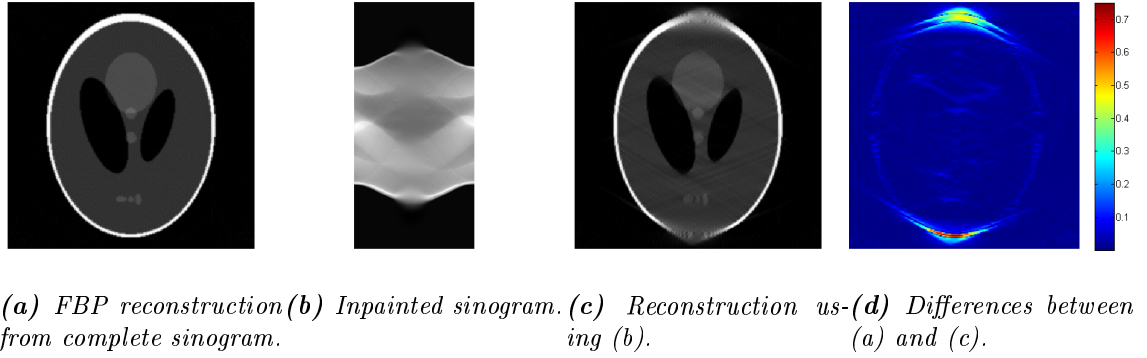 0.7
0.6
0.5
0.4
0.3
0.2
0.1
(a) FBP reconstruction
from complete sinogram.
(b) Inpainted sinogram.
(c) Reconstruction us-
ing (b).
(d) Differences between
(a) and (c).